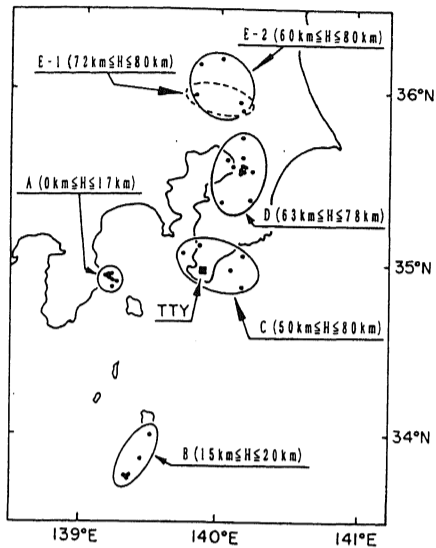 E-2 (60km≦H≦80km)
E-1 (72km≦H≦80km)
36°N
A (0km≦H≦17km)
D (63km≦H≦78km)
35°N
TTY
C (50km≦H≦80km)
34°N
B (15km≦H≦20km)
139°E 140°E 141°E